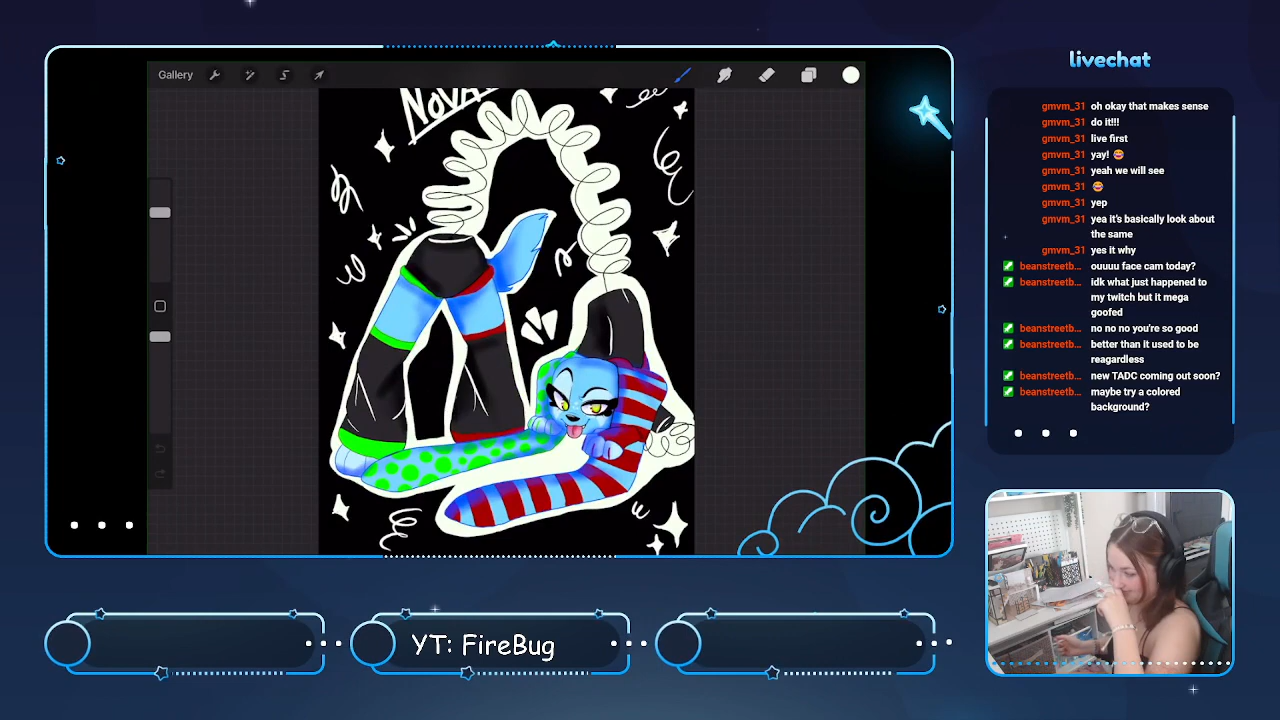 livechat
Gallery
NOVA
gmvm_31 oh okay that makes sense
gmvm_31 do it!!!
gmvm_31 live first
gmvm_31 yay! 😂
gmvm_31 yeah we will see
gmvm_31 😂
gmvm_31 yep
gmvm_31 yea it's basically look about
the same
gmvm_31 yes it why
beanstreetb... ouuuu face cam today?
beanstreetb... idk what just happened to
my twitch but it mega
goofed
beanstreetb... no no no you're so good
beanstreetb... better than it used to be
reagardless
beanstreetb... new TADC coming out soon?
beanstreetb... maybe try a colored
background?
YT: FireBug